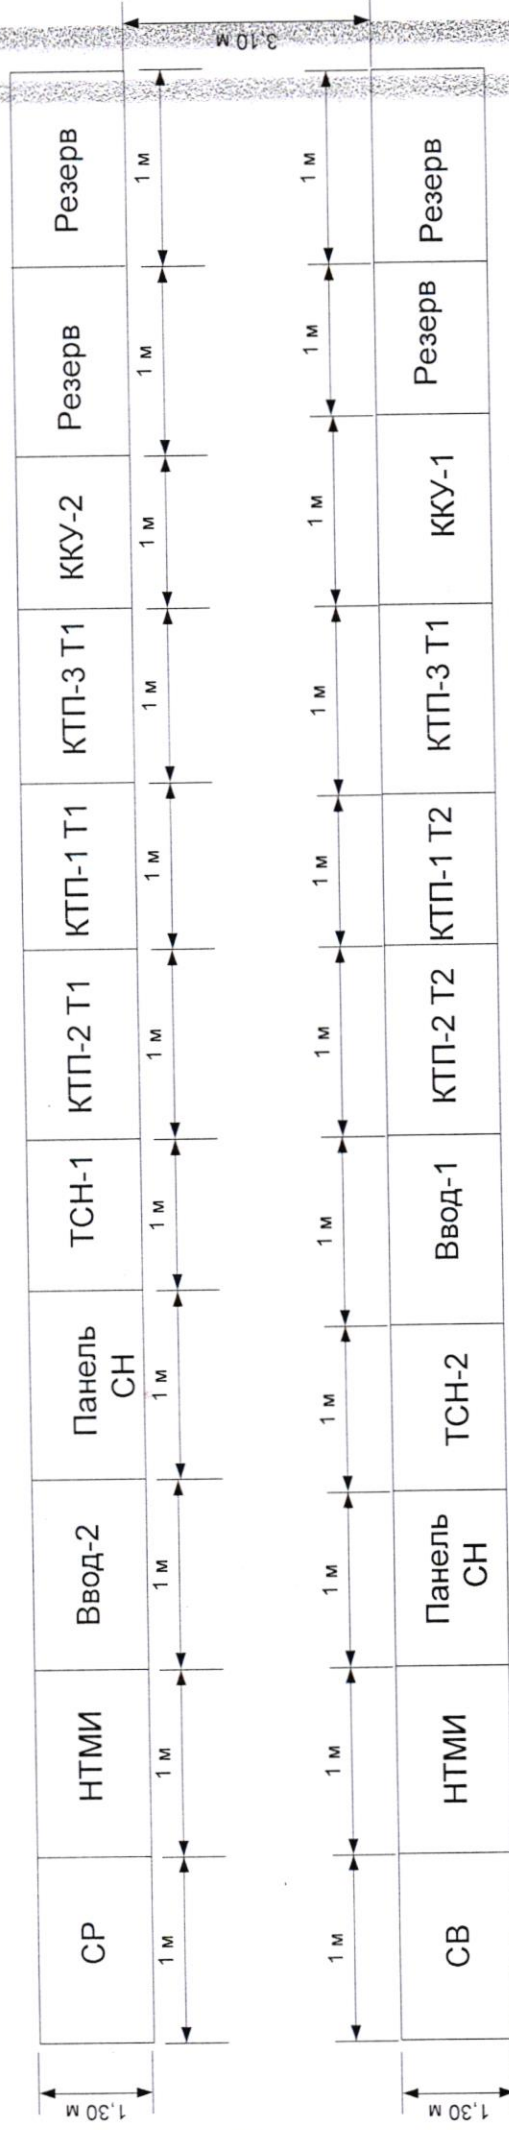 3,10 м
СР
НТМИ
Ввод-2
Панель
СН
ТСН-1
КТП-2 Т1
КТП-1 Т1
КТП-3 Т1
ККУ-2
Резерв
Резерв
1 м
1 м
1 м
1 м
1 м
1 м
1 м
1 м
1 м
1 м
1 м
1,30 м
1 м
1 м
1 м
1 м
1 м
1 м
1 м
1 м
1 м
1 м
1 м
СВ
НТМИ
Панель
СН
ТСН-2
Ввод-1
КТП-2 Т2
КТП-1 Т2
КТП-3 Т1
ККУ-1
Резерв
Резерв
1,30 м